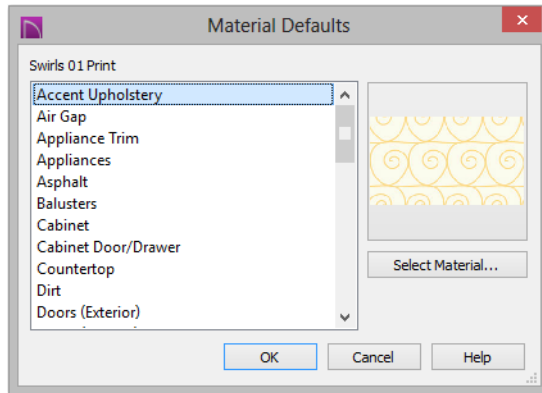 Material Defaults
Swirls 01 Print
Accent Upholstery
Air Gap
Appliance Trim
Appliances
Asphalt
Balusters
Cabinet
Cabinet Door/Drawer
Countertop
Dirt
Doors (Exterior)
Select Material...
OK
Cancel
Help